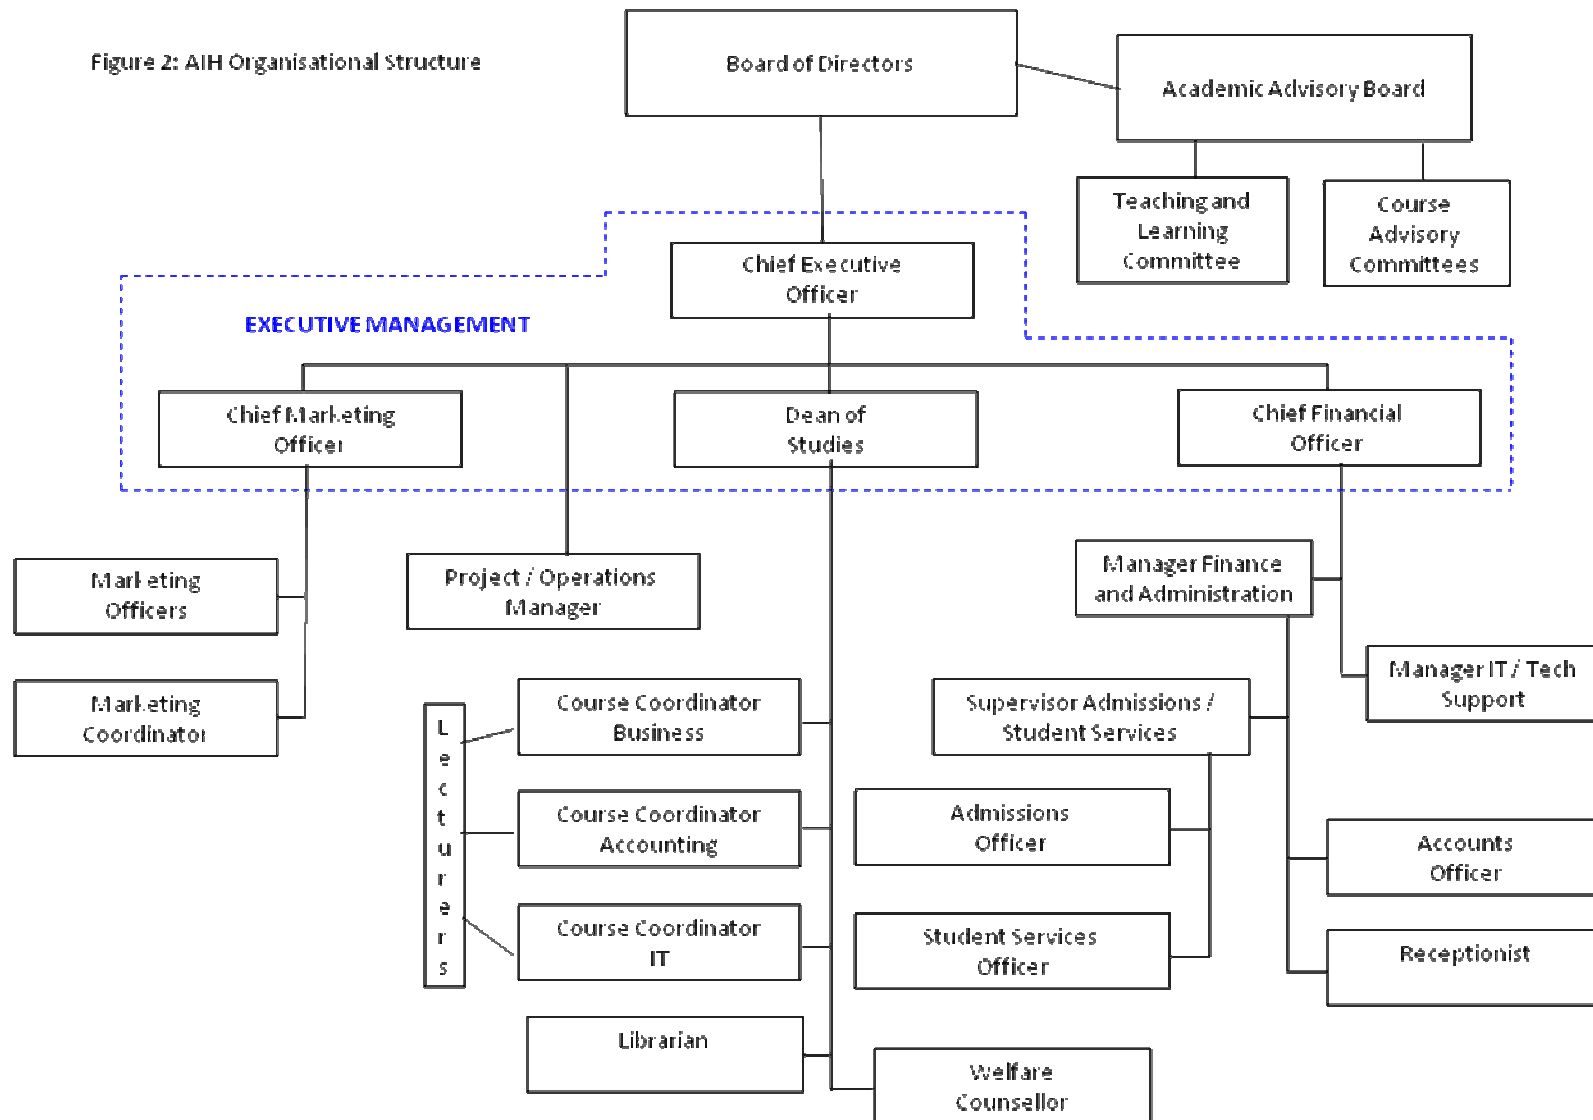 Figure 2: AIH Organisational Structure
Board of Directors
Academic Advisory Board
Teaching and
Learning
Committee
Course
Advisory
Committees
Chief Executive
Officer
EXECUTIVE MANAGEMENT
Chief Marketing
Officer
Dean of
Studies
Chief Financial
Officer
Marketing
Officers
Project / Operations
Manager
Manager Finance
and Administration
Marketing
Coordinator
Manager IT / Tech
Support
Lecturers
Course Coordinator
Business
Supervisor Admissions /
Student Services
Course Coordinator
Accounting
Admissions
Officer
Accounts
Officer
Course Coordinator
IT
Student Services
Officer
Receptionist
Librarian
Welfare
Counsellor